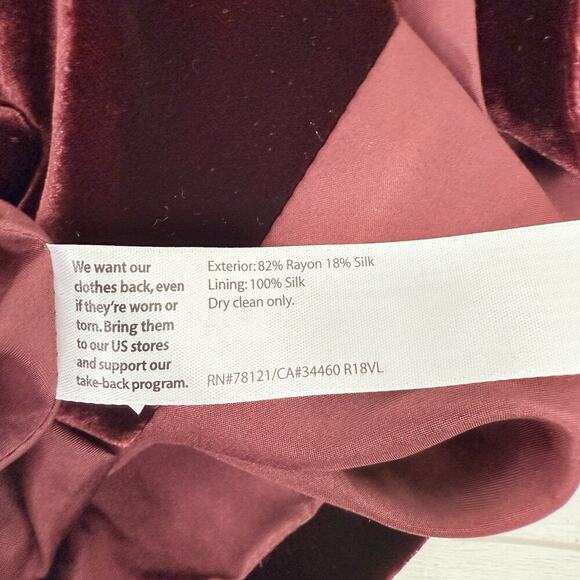 We want our
clothes back, even
if they're worn or
torn. Bring them
to our US stores
and support our
take-back program.
Exterior: 82% Rayon 18% Silk
Lining: 100% Silk
Dry clean only.
RN#78121/CA#34460 R18VL